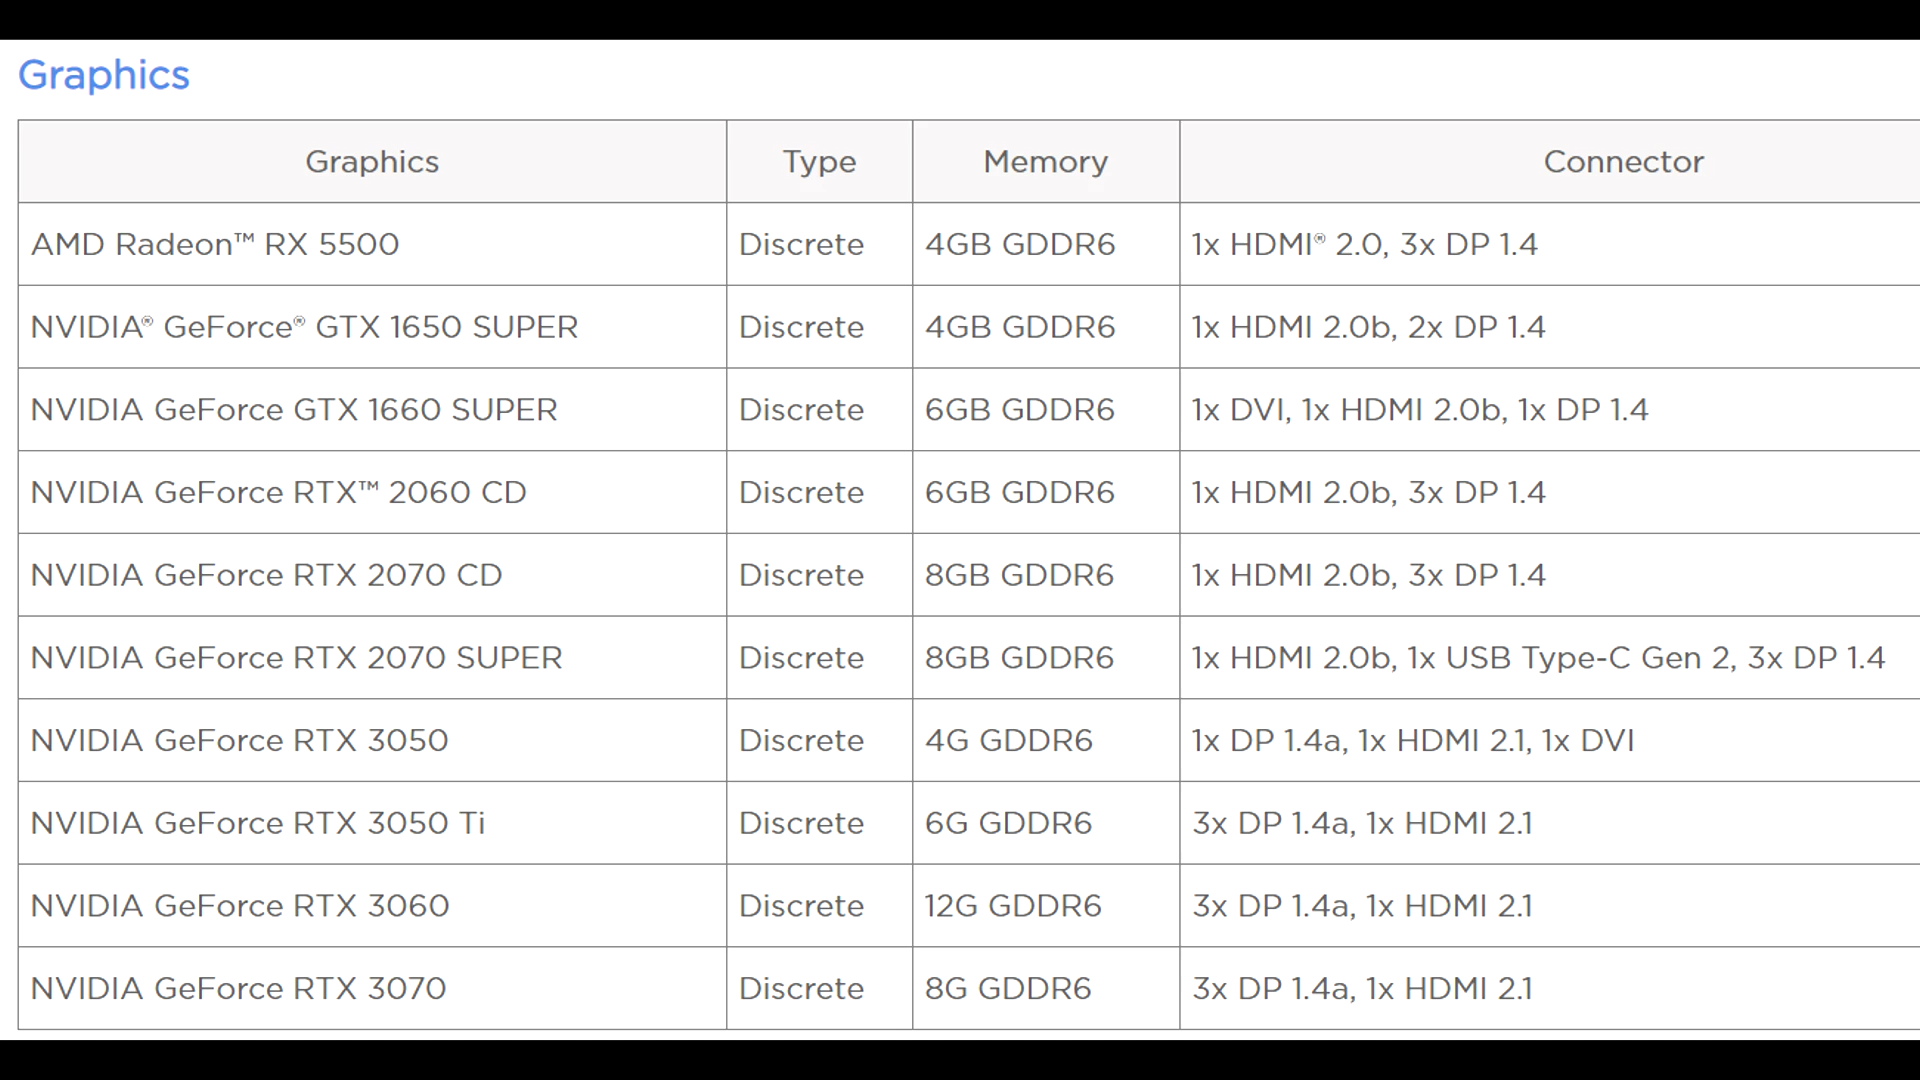 Graphics
Graphics Type Memory Connector
AMD Radeon™ RX 5500 Discrete 4GB GDDR6 1x HDMI® 2.0, 3x DP 1.4
NVIDIA® GeForce® GTX 1650 SUPER Discrete 4GB GDDR6 1x HDMI 2.0b, 2x DP 1.4
NVIDIA GeForce GTX 1660 SUPER Discrete 6GB GDDR6 1x DVI, 1x HDMI 2.0b, 1x DP 1.4
NVIDIA GeForce RTX™ 2060 CD Discrete 6GB GDDR6 1x HDMI 2.0b, 3x DP 1.4
NVIDIA GeForce RTX 2070 CD Discrete 8GB GDDR6 1x HDMI 2.0b, 3x DP 1.4
NVIDIA GeForce RTX 2070 SUPER Discrete 8GB GDDR6 1x HDMI 2.0b, 1x USB Type-C Gen 2, 3x DP 1.4
NVIDIA GeForce RTX 3050 Discrete 4G GDDR6 1x DP 1.4a, 1x HDMI 2.1, 1x DVI
NVIDIA GeForce RTX 3050 Ti Discrete 6G GDDR6 3x DP 1.4a, 1x HDMI 2.1
NVIDIA GeForce RTX 3060 Discrete 12G GDDR6 3x DP 1.4a, 1x HDMI 2.1
NVIDIA GeForce RTX 3070 Discrete 8G GDDR6 3x DP 1.4a, 1x HDMI 2.1